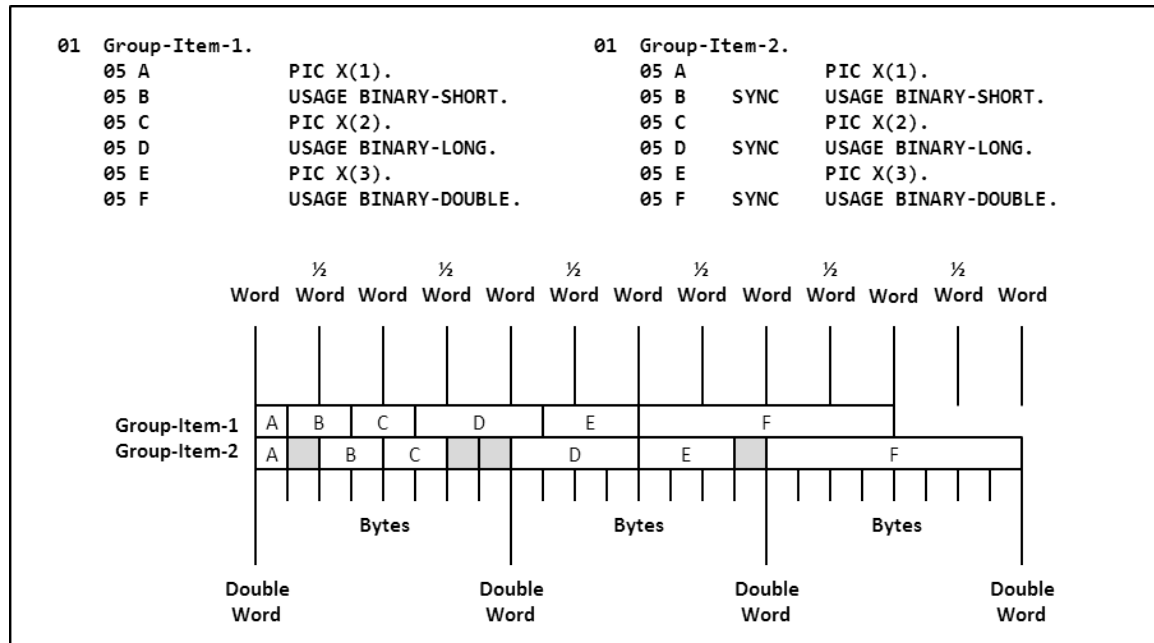 01 Group-Item-1.
05 A PIC X(1).
05 B USAGE BINARY-SHORT.
05 C PIC X(2).
05 D USAGE BINARY-LONG.
05 E PIC X(3).
05 F USAGE BINARY-DOUBLE.
01 Group-Item-2.
05 A PIC X(1).
05 B SYNC USAGE BINARY-SHORT.
05 C PIC X(2).
05 D SYNC USAGE BINARY-LONG.
05 E PIC X(3).
05 F SYNC USAGE BINARY-DOUBLE.
½ ½ ½ ½ ½ ½
Word Word Word Word Word Word Word Word Word Word Word Word Word
Group-Item-1 A B C D E F
Group-Item-2 A B C D E F
Bytes Bytes Bytes
Double Double Double Double
Word Word Word Word